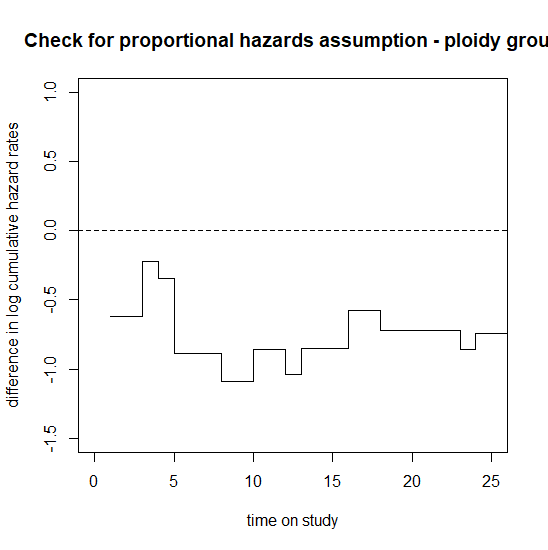 Check for proportional hazards assumption - ploidy grou
difference in log cumulative hazard rates
1.0
0.5
0.0
-0.5
-1.0
-1.5
0 5 10 15 20 25
time on study